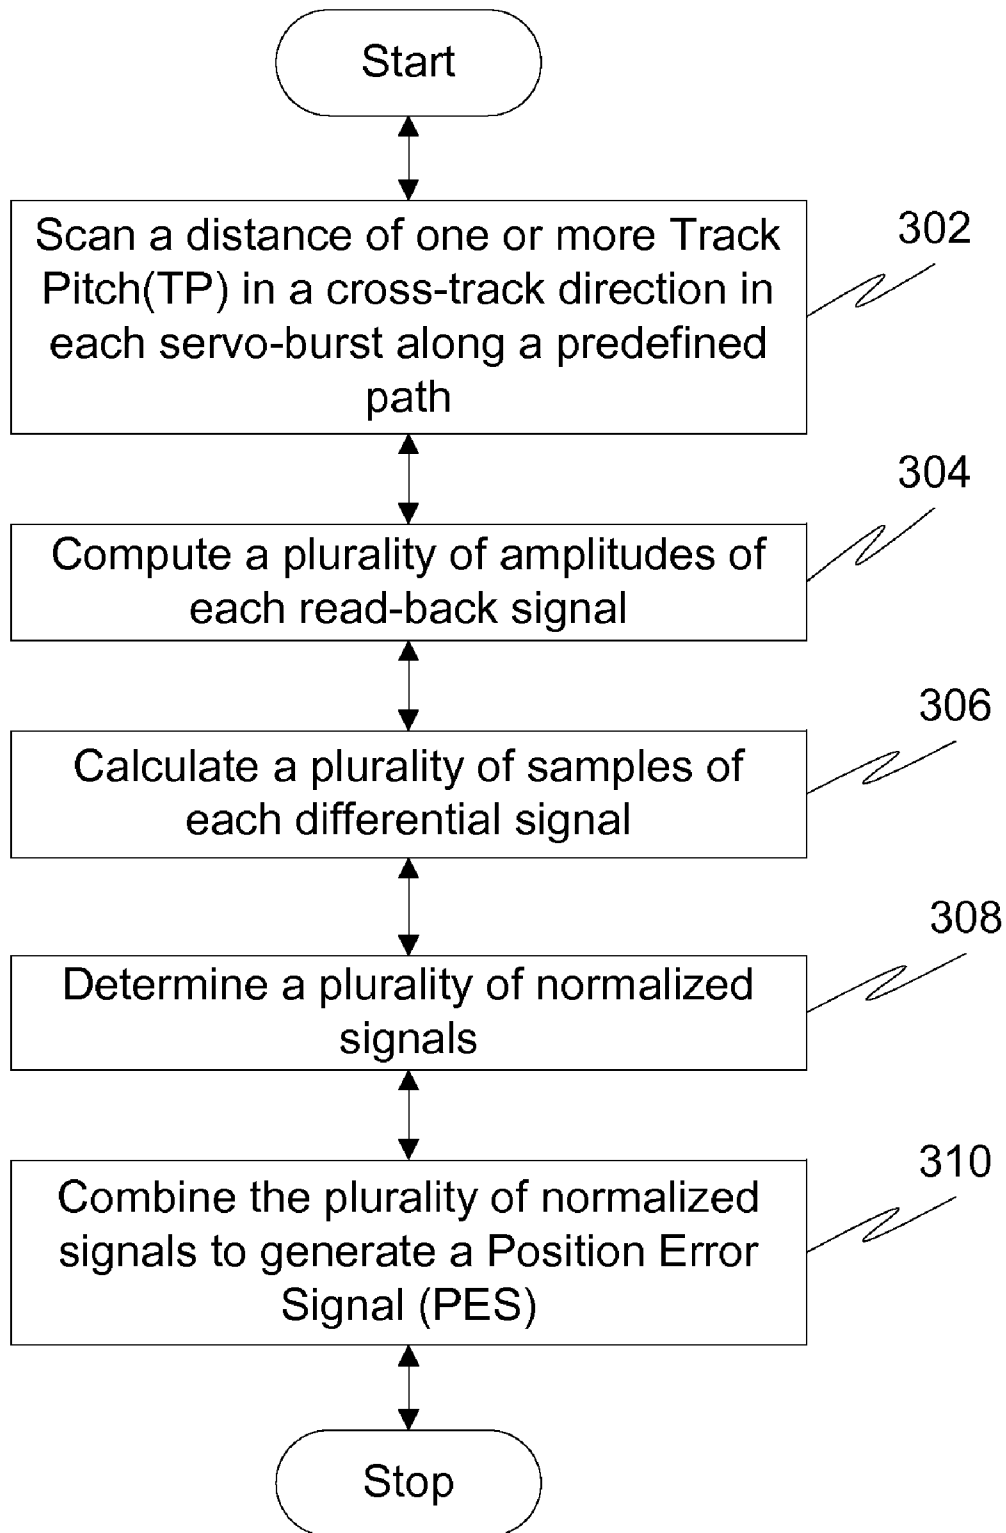 Start
Scan a distance of one or more Track
Pitch(TP) in a cross-track direction in
each servo-burst along a predefined
path
302
Compute a plurality of amplitudes of
each read-back signal
304
Calculate a plurality of samples of
each differential signal
306
Determine a plurality of normalized
signals
308
Combine the plurality of normalized
signals to generate a Position Error
Signal (PES)
310
Stop